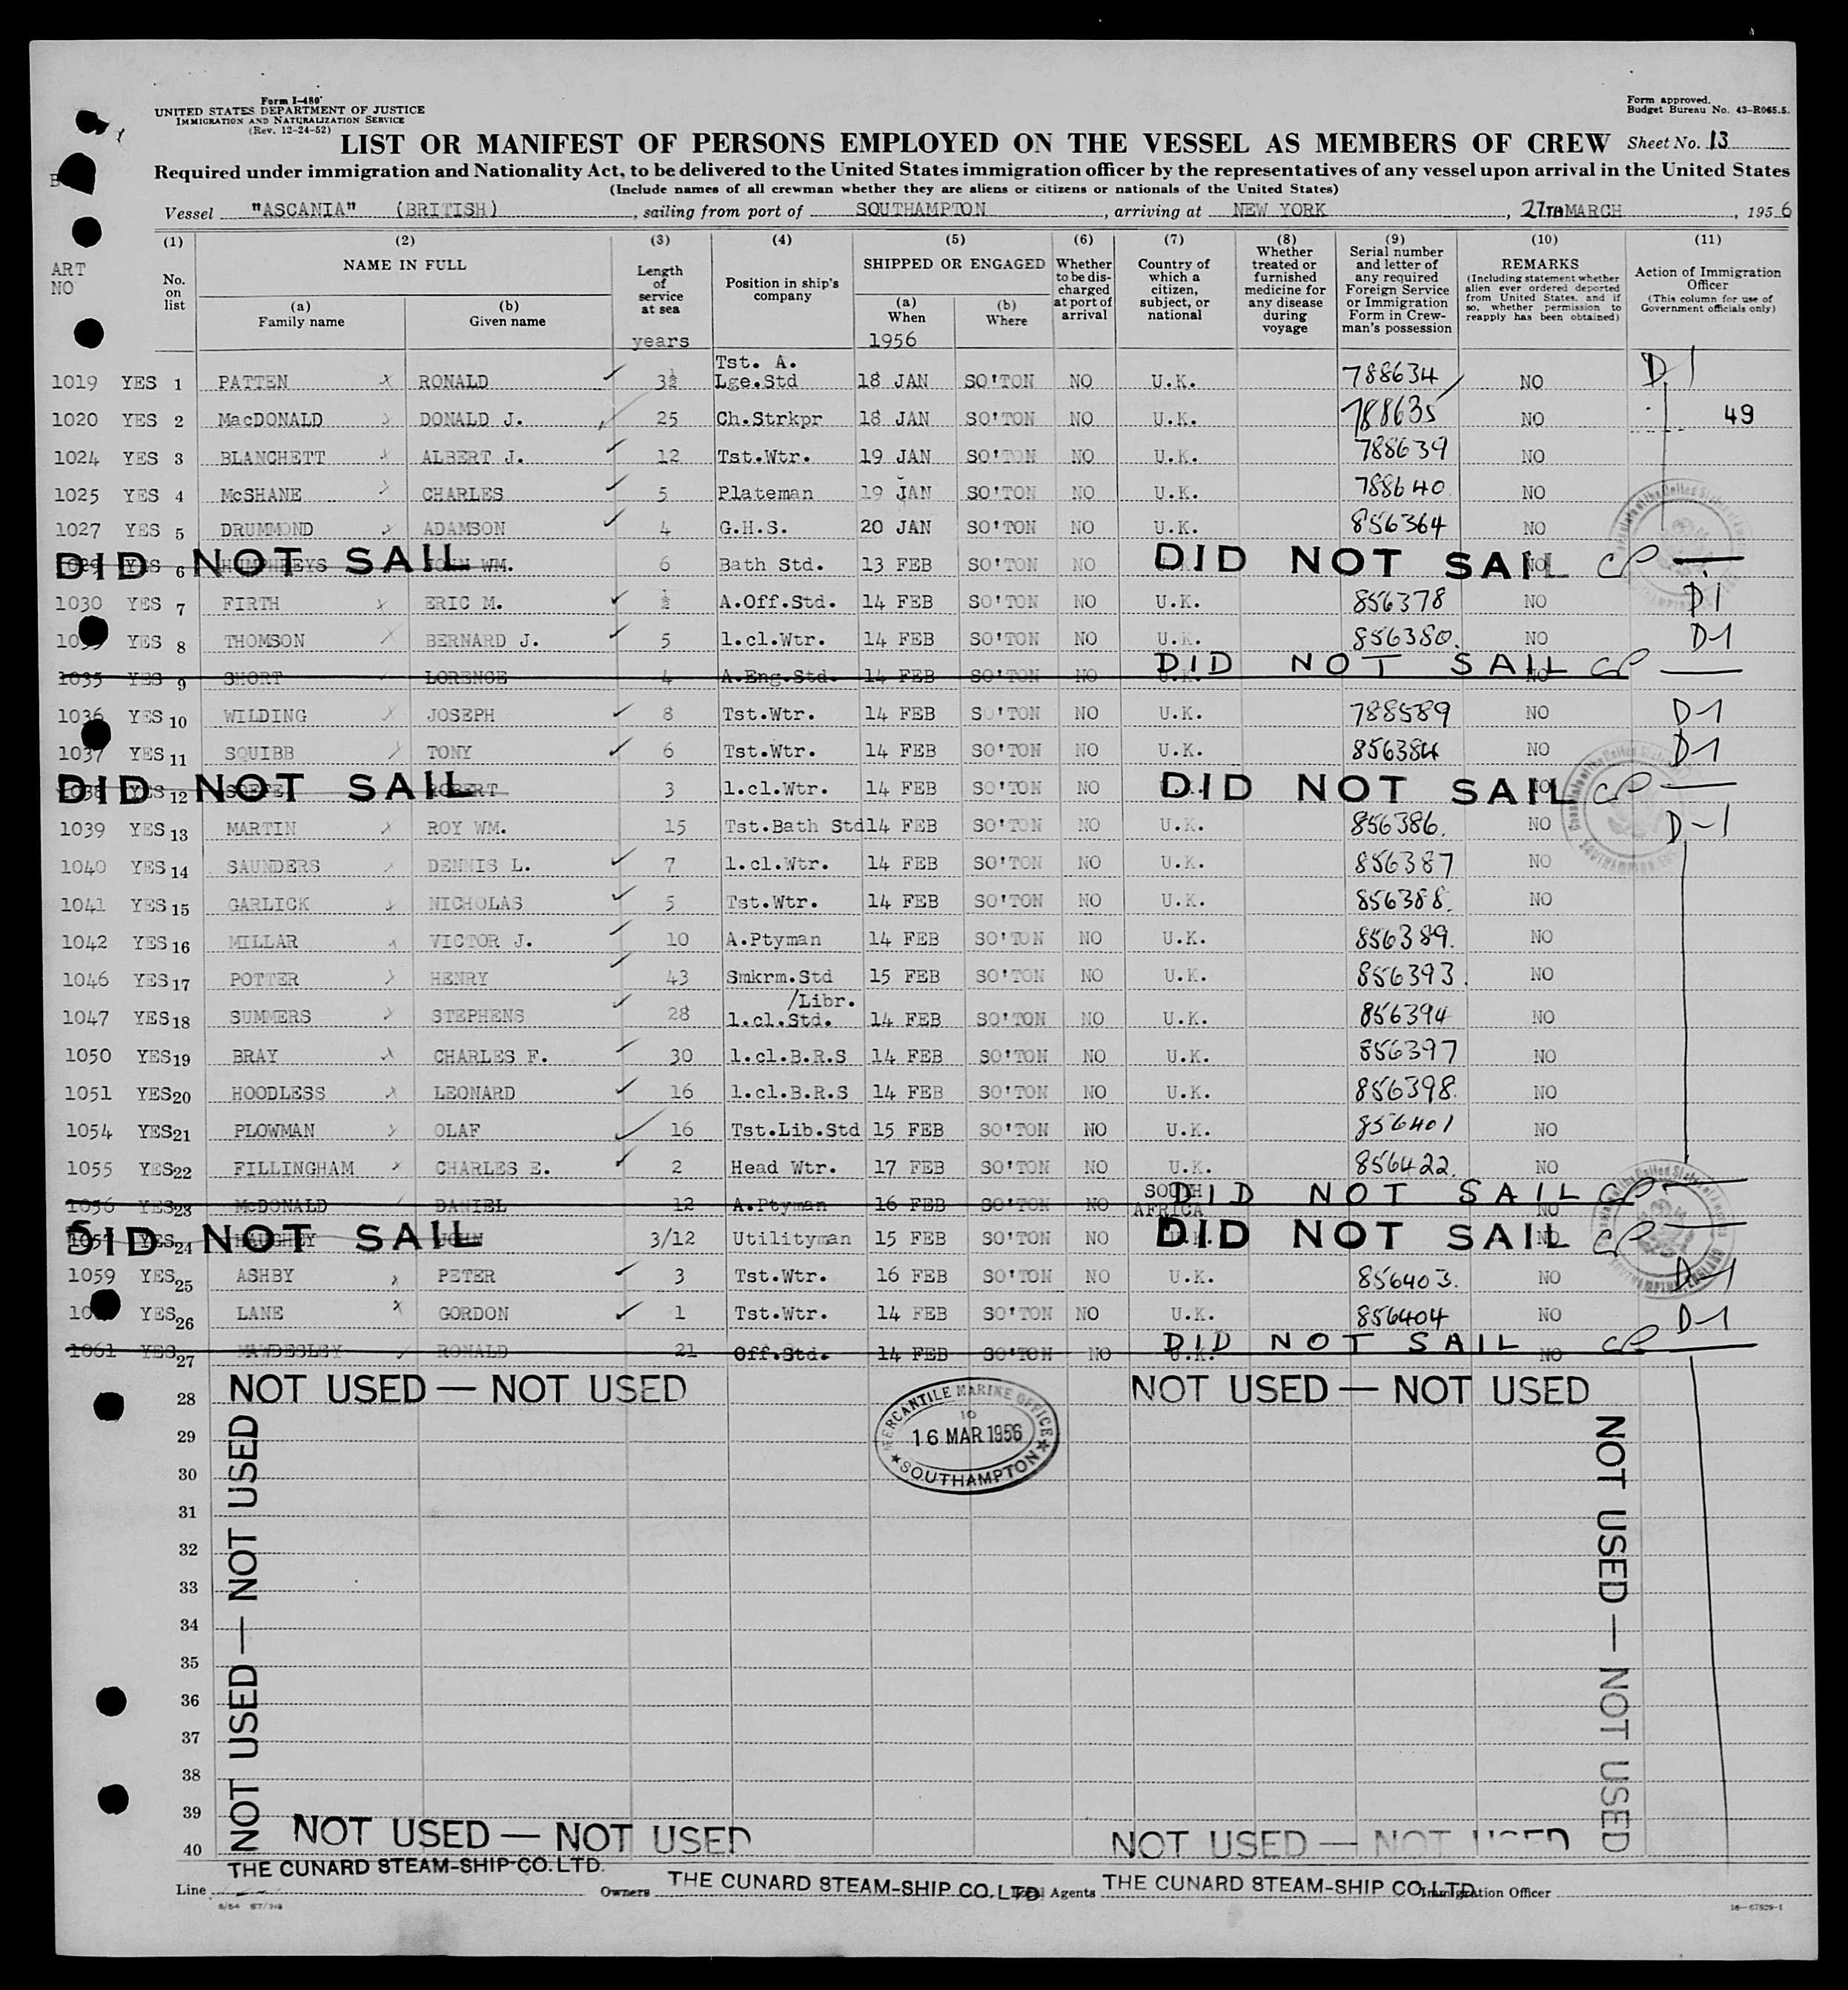 Form I-480
UNITED STATES DEPARTMENT OF JUSTICE
IMMIGRATION AND NATURALIZATION SERVICE
(Rev. 12-24-52)
Form approved.
Budget Bureau No. 43-R065.5.
LIST OR MANIFEST OF PERSONS EMPLOYED ON THE VESSEL AS MEMBERS OF CREW Sheet No. 13
Required under immigration and Nationality Act, to be delivered to the United States immigration officer by the representatives of any vessel upon arrival in the United States
(Include names of all crewman whether they are aliens or citizens or nationals of the United States)
Vessel "ASCANIA" (BRITISH), sailing from port of SOUTHAMPTON, arriving at NEW YORK, 27TH MARCH, 1956
(1) (2) (3) (4) (5) (6) (7) (8) (9) (10) (11)
ART NO
No. on list
NAME IN FULL
(a) Family name
(b) Given name
Length of service at sea
years
Position in ship's company
SHIPPED OR ENGAGED
(a) When
1956
(b) Where
Whether to be discharged at port of arrival
Country of which a citizen, subject, or national
Whether treated or furnished medicine for any disease during voyage
Serial number and letter of any required Foreign Service or Immigration Form in Crewman's possession
REMARKS
(Including statement whether alien ever ordered deported from United States, and if so, whether permission to reapply has been obtained)
Action of Immigration Officer
(This column for use of Government officials only)
Tst. A.
1019 YES 1 PATTEN RONALD 3½ Lge.Std 18 JAN SO'TON NO U.K. 788634 NO D 1
1020 YES 2 MacDONALD DONALD J. 25 Ch.Strkpr 18 JAN SO'TON NO U.K. 788635 NO 49
1024 YES 3 BLANCHETT ALBERT J. 12 Tst.Wtr. 19 JAN SO'TON NO U.K. 788639 NO
1025 YES 4 McSHANE CHARLES 5 Plateman 19 JAN SO'TON NO U.K. 788640 NO
1027 YES 5 DRUMMOND ADAMSON 4 G.H.S. 20 JAN SO'TON NO U.K. 856364 NO
DID NOT SAIL DID NOT SAIL CP
1029 YES 6 HUMPHREYS JOHN WM. 6 Bath Std. 13 FEB SO'TON NO NO
1030 YES 7 FIRTH ERIC M. ½ A.Off.Std. 14 FEB SO'TON NO U.K. 856378 NO D1
YES 8 THOMSON BERNARD J. 5 1.cl.Wtr. 14 FEB SO'TON NO U.K. 856380. NO D-1
DID NOT SAIL CP
1035 YES 9 SHORT LORENCE 4 A.Eng.Std. 14 FEB SO'TON NO U.K. NO
1036 YES 10 WILDING JOSEPH 8 Tst.Wtr. 14 FEB SO'TON NO U.K. 788589 NO D-1
1037 YES 11 SQUIBB TONY 6 Tst.Wtr. 14 FEB SO'TON NO U.K. 856384 NO D-1
DID NOT SAIL DID NOT SAIL CP
1038 YES 12 ROBERT 3 1.cl.Wtr. 14 FEB SO'TON NO NO
1039 YES 13 MARTIN ROY WM. 15 Tst.Bath Std 14 FEB SO'TON NO U.K. 856386. NO D-1
1040 YES 14 SAUNDERS DENNIS L. 7 1.cl.Wtr. 14 FEB SO'TON NO U.K. 856387 NO
1041 YES 15 GARLICK NICHOLAS 5 Tst.Wtr. 14 FEB SO'TON NO U.K. 856388. NO
1042 YES 16 MILLAR VICTOR J. 10 A.Ptyman 14 FEB SO'TON NO U.K. 856389. NO
1046 YES 17 POTTER HENRY 43 Smkrm.Std 15 FEB SO'TON NO U.K. 856393. NO
/Libr.
1047 YES 18 SUMMERS STEPHENS 28 1.cl.Std. 14 FEB SO'TON NO U.K. 856394 NO
1050 YES 19 BRAY CHARLES F. 30 1.cl.B.R.S 14 FEB SO'TON NO U.K. 856397 NO
1051 YES 20 HOODLESS LEONARD 16 1.cl.B.R.S 14 FEB SO'TON NO U.K. 856398. NO
1054 YES 21 PLOWMAN OLAF 16 Tst.Lib.Std 15 FEB SO'TON NO U.K. 856401 NO
1055 YES 22 FILLINGHAM CHARLES E. 2 Head Wtr. 17 FEB SO'TON NO U.K. 856422. NO
DID NOT SAIL CP
1056 YES 23 McDONALD DANIEL 12 A.Ptyman 16 FEB SO'TON NO SOUTH AFRICA NO
DID NOT SAIL DID NOT SAIL CP
YES 24 HAUGHEY JOHN 3/12 Utilityman 15 FEB SO'TON NO U.K. NO
1059 YES 25 ASHBY PETER 3 Tst.Wtr. 16 FEB SO'TON NO U.K. 856403. NO D-1
YES 26 LANE GORDON 1 Tst.Wtr. 14 FEB SO'TON NO U.K. 856404 NO D-1
DID NOT SAIL CP
1061 YES 27 MAWDESLEY RONALD 21 Off.Std. 14 FEB SO'TON NO U.K. NO
28 NOT USED — NOT USED NOT USED — NOT USED
MERCANTILE MARINE OFFICE
10
16 MAR 1956
SOUTHAMPTON
29
30
31
32
33
34
35
36
37
38
39
40
NOT USED — NOT USED — NOT USED
NOT USED — NOT USED
NOT USED — NOT USED
NOT USED — NOT USED
THE CUNARD STEAM-SHIP CO. LTD. THE CUNARD STEAM-SHIP CO. LTD. THE CUNARD STEAM-SHIP CO. LTD.
Line Owners Agents Immigration Officer
16—67829-1